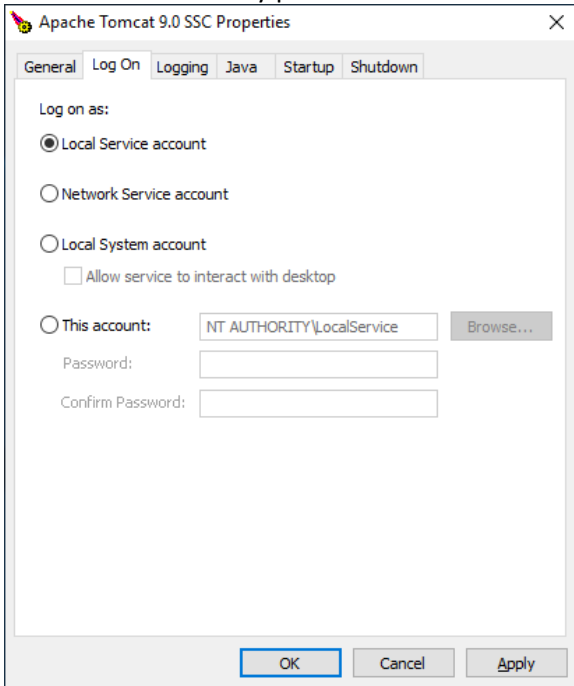 Apache Tomcat 9.0 SSC Properties
General Log On Logging Java Startup Shutdown
Log on as:
Local Service account
Network Service account
Local System account
Allow service to interact with desktop
This account: NT AUTHORITY\LocalService Browse...
Password:
Confirm Password:
OK Cancel Apply